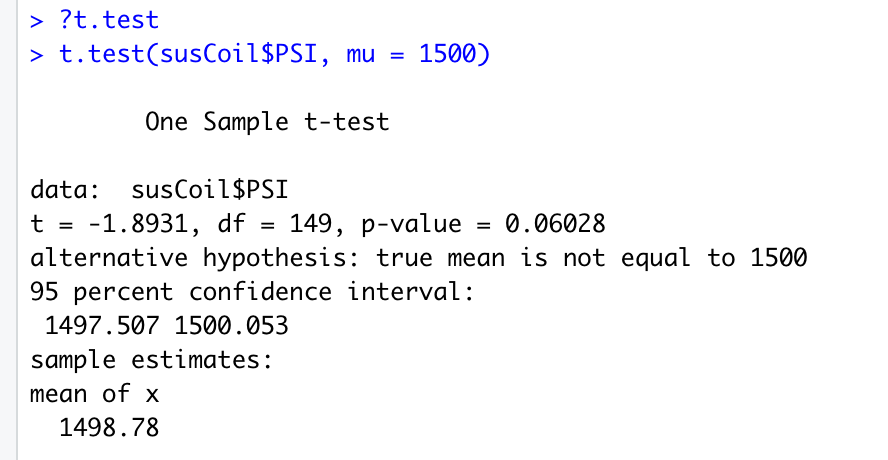 > ?t.test
> t.test(susCoil$PSI, mu = 1500)
One Sample t-test
data:  susCoil$PSI
t = -1.8931, df = 149, p-value = 0.06028
alternative hypothesis: true mean is not equal to 1500
95 percent confidence interval:
1497.507 1500.053
sample estimates:
mean of x
1498.78